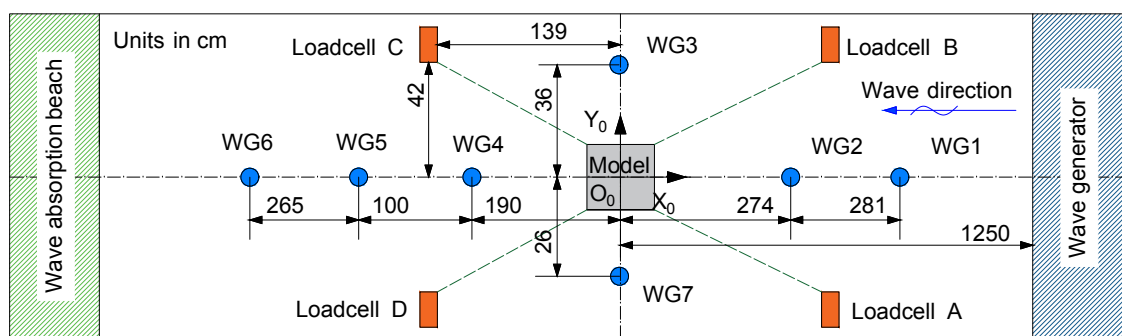 Units in cm
Loadcell C
139
WG3
Loadcell B
Wave direction
42
36
Y0
WG6
WG5
WG4
Model
WG2
WG1
O0
X0
265
100
190
274
281
26
1250
Loadcell D
WG7
Loadcell A
Wave absorption beach
Wave generator